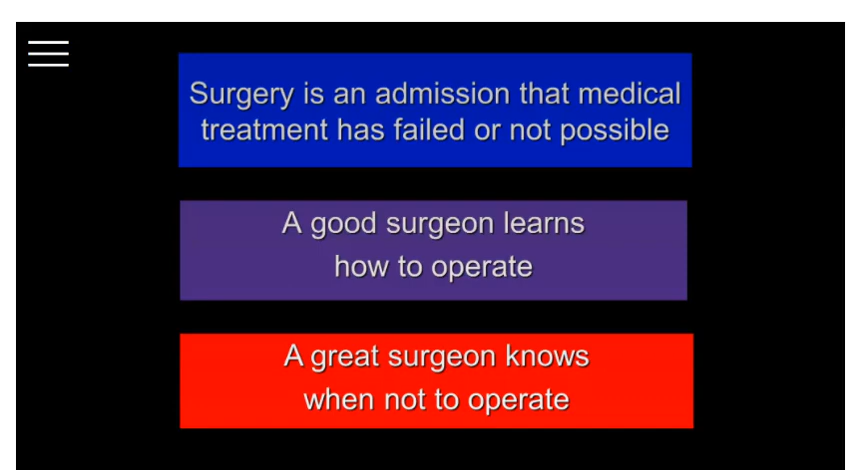 Surgery is an admission that medical
treatment has failed or not possible
A good surgeon learns
how to operate
A great surgeon knows
when not to operate